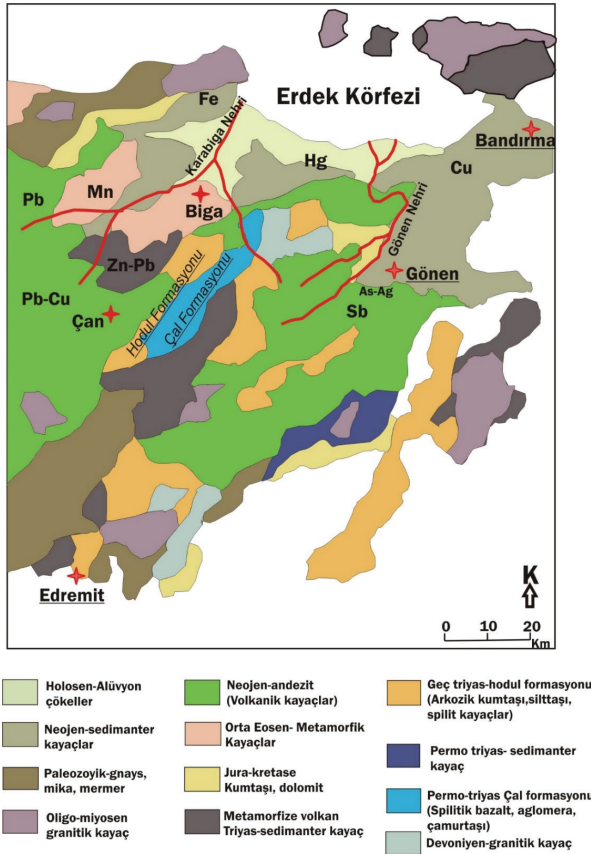 Erdek Körfezi
Fe
Karabiga Nehri
Bandırma
Hg
Cu
Pb
Mn
Biga
Gönen Nehri
Zn-Pb
Gönen
Hodul Formasyonu
Çal Formasyonu
Pb-Cu
As-Ag
Çan
Sb
K
Edremit
0 10 20
Km
Holosen-Alüvyon
çökeller
Neojen-sedimanter
kayaçlar
Paleozoyik-gnays,
mika, mermer
Oligo-miyosen
granitik kayaç
Neojen-andezit
(Volkanik kayaçlar)
Orta Eosen- Metamorfik
Kayaçlar
Jura-kretase
Kumtaşı, dolomit
Metamorfize volkan
Triyas-sedimanter kayaç
Geç triyas-hodul formasyonu
(Arkozik kumtaşı,silttaşı,
spilit kayaçlar)
Permo triyas- sedimanter
kayaç
Permo-triyas Çal formasyonu
(Spilitik bazalt, aglomera,
çamurtaşı)
Devoniyen-granitik kayaç